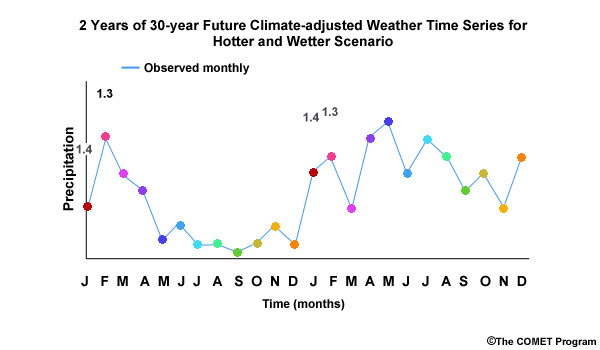 2 Years of 30-year Future Climate-adjusted Weather Time Series for
Hotter and Wetter Scenario
Observed monthly
1.3
1.4
1.4 1.3
Precipitation
J F M A M J J A S O N D J F M A M J J A S O N D
Time (months)
©The COMET Program